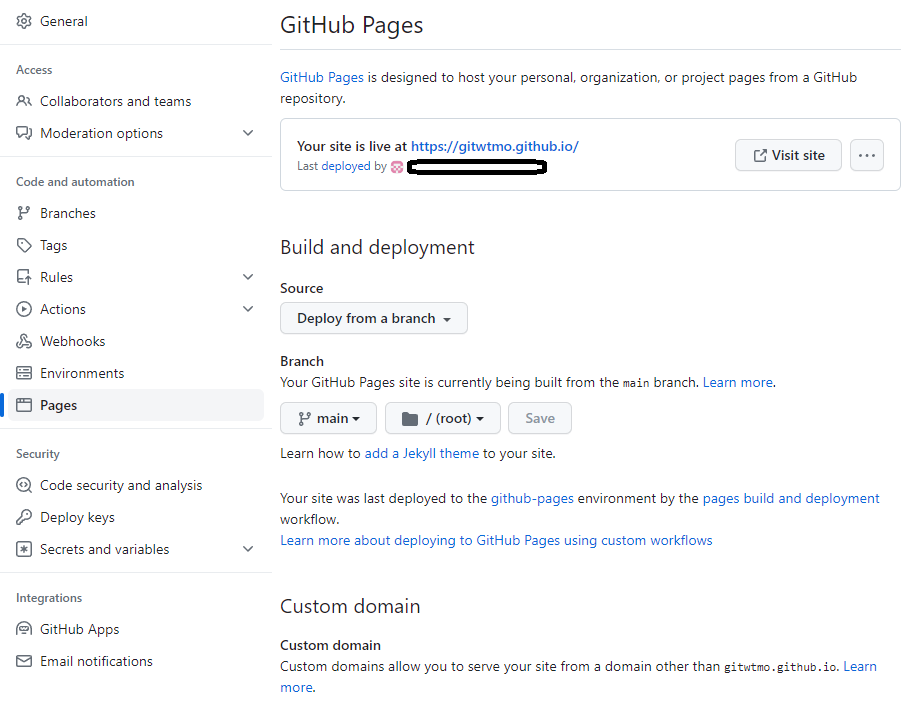 General
Access
Collaborators and teams
Moderation options
Code and automation
Branches
Tags
Rules
Actions
Webhooks
Environments
Pages
Security
Code security and analysis
Deploy keys
Secrets and variables
Integrations
GitHub Apps
Email notifications
GitHub Pages
GitHub Pages is designed to host your personal, organization, or project pages from a GitHub
repository.
Your site is live at https://gitwtmo.github.io/
Last deployed by
Visit site
Build and deployment
Source
Deploy from a branch
Branch
Your GitHub Pages site is currently being built from the main branch. Learn more.
main / (root) Save
Learn how to add a Jekyll theme to your site.
Your site was last deployed to the github-pages environment by the pages build and deployment
workflow.
Learn more about deploying to GitHub Pages using custom workflows
Custom domain
Custom domain
Custom domains allow you to serve your site from a domain other than gitwtmo.github.io. Learn
more.